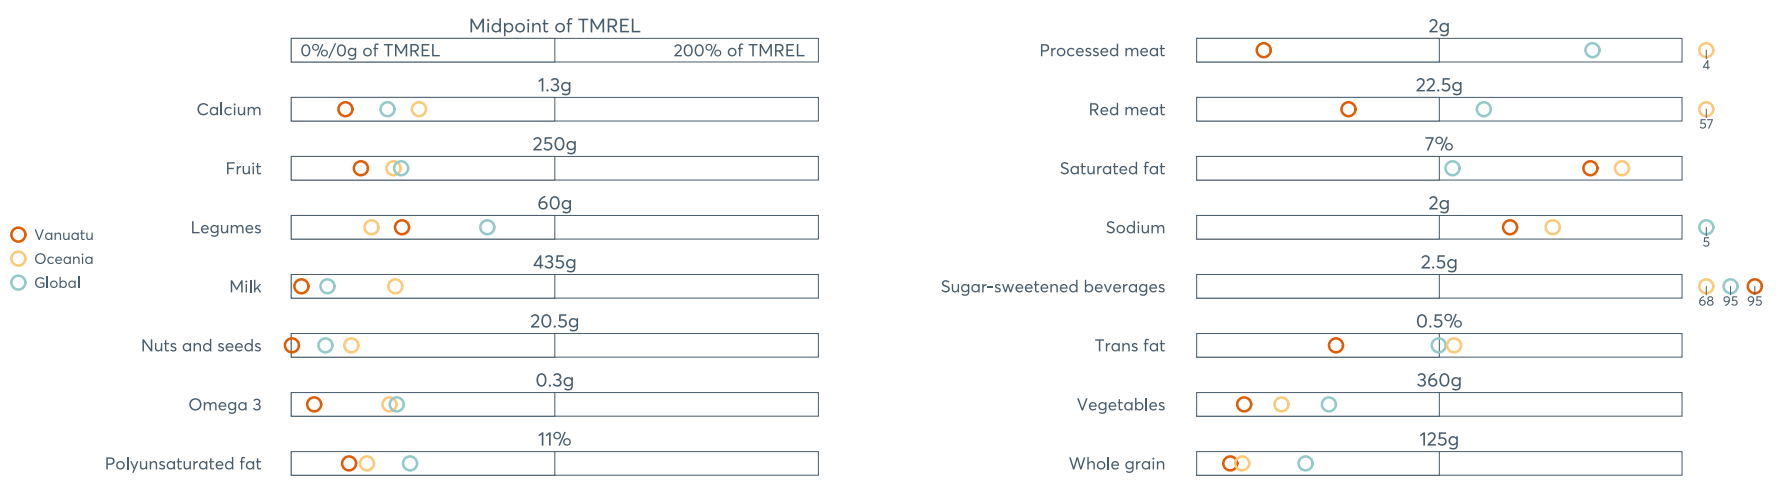 Midpoint of TMREL
0%/0g of TMREL 200% of TMREL
1.3g
Calcium
250g
Fruit
60g
Legumes
435g
Milk
20.5g
Nuts and seeds
0.3g
Omega 3
11%
Polyunsaturated fat
Vanuatu
Oceania
Global
2g
Processed meat
4
22.5g
Red meat
57
7%
Saturated fat
2g
Sodium
5
2.5g
Sugar-sweetened beverages
68 95 95
0.5%
Trans fat
360g
Vegetables
125g
Whole grain